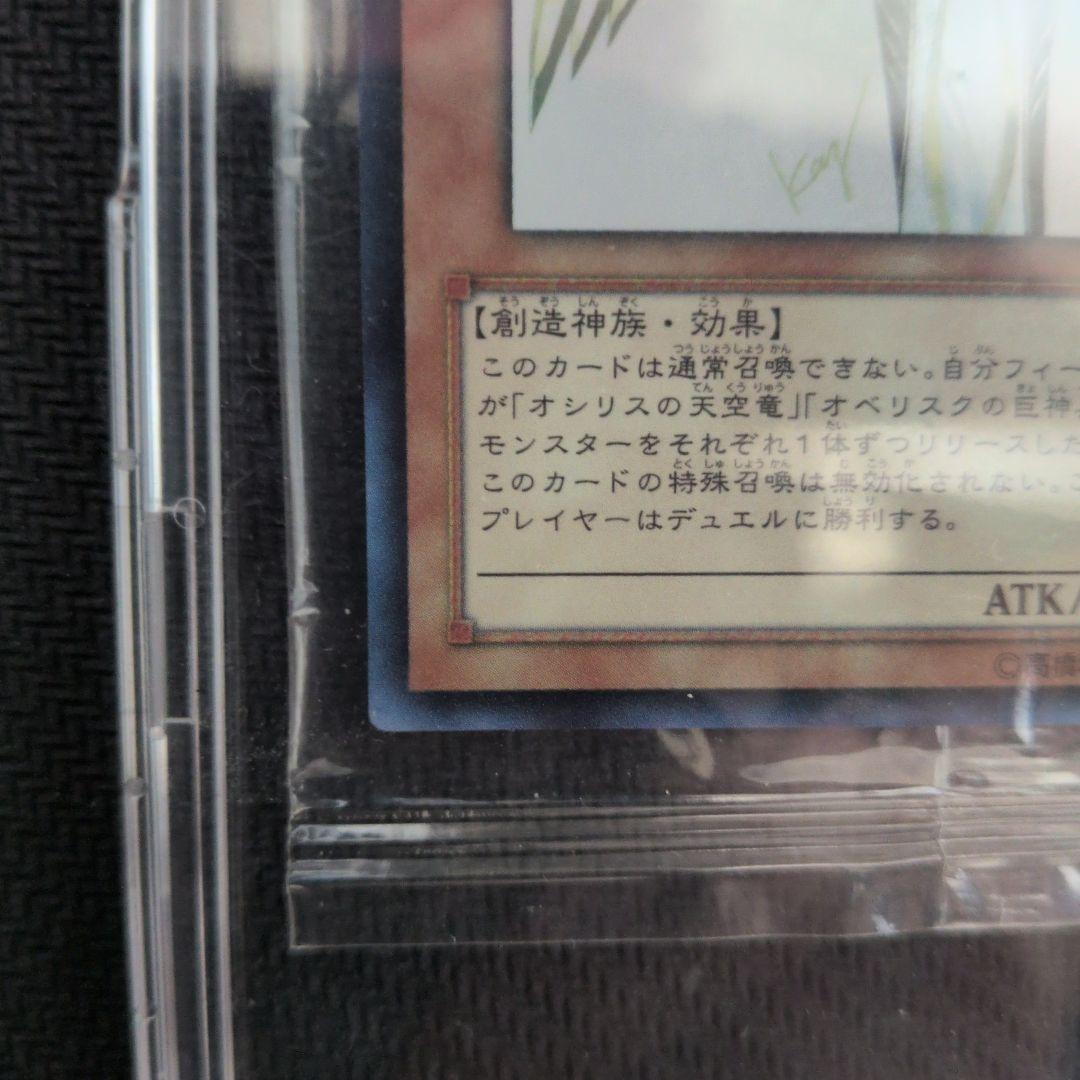 Kay
【創造神族・効果】
このカードは通常召喚できない。自分フィー
が「オシリスの天空竜」「オベリスクの巨神
モンスターをそれぞれ1体ずつリリースした
このカードの特殊召喚は無効化されない。こ
プレイヤーはデュエルに勝利する。
ATK/
©高橋